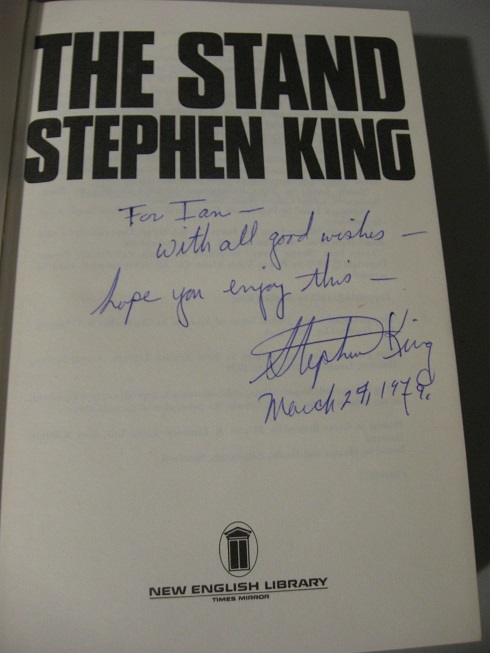 THE STAND
STEPHEN KING
For Ian —
with all good wishes —
hope you enjoy this —
Stephen King
March 29, 1979.
NEW ENGLISH LIBRARY
TIMES MIRROR